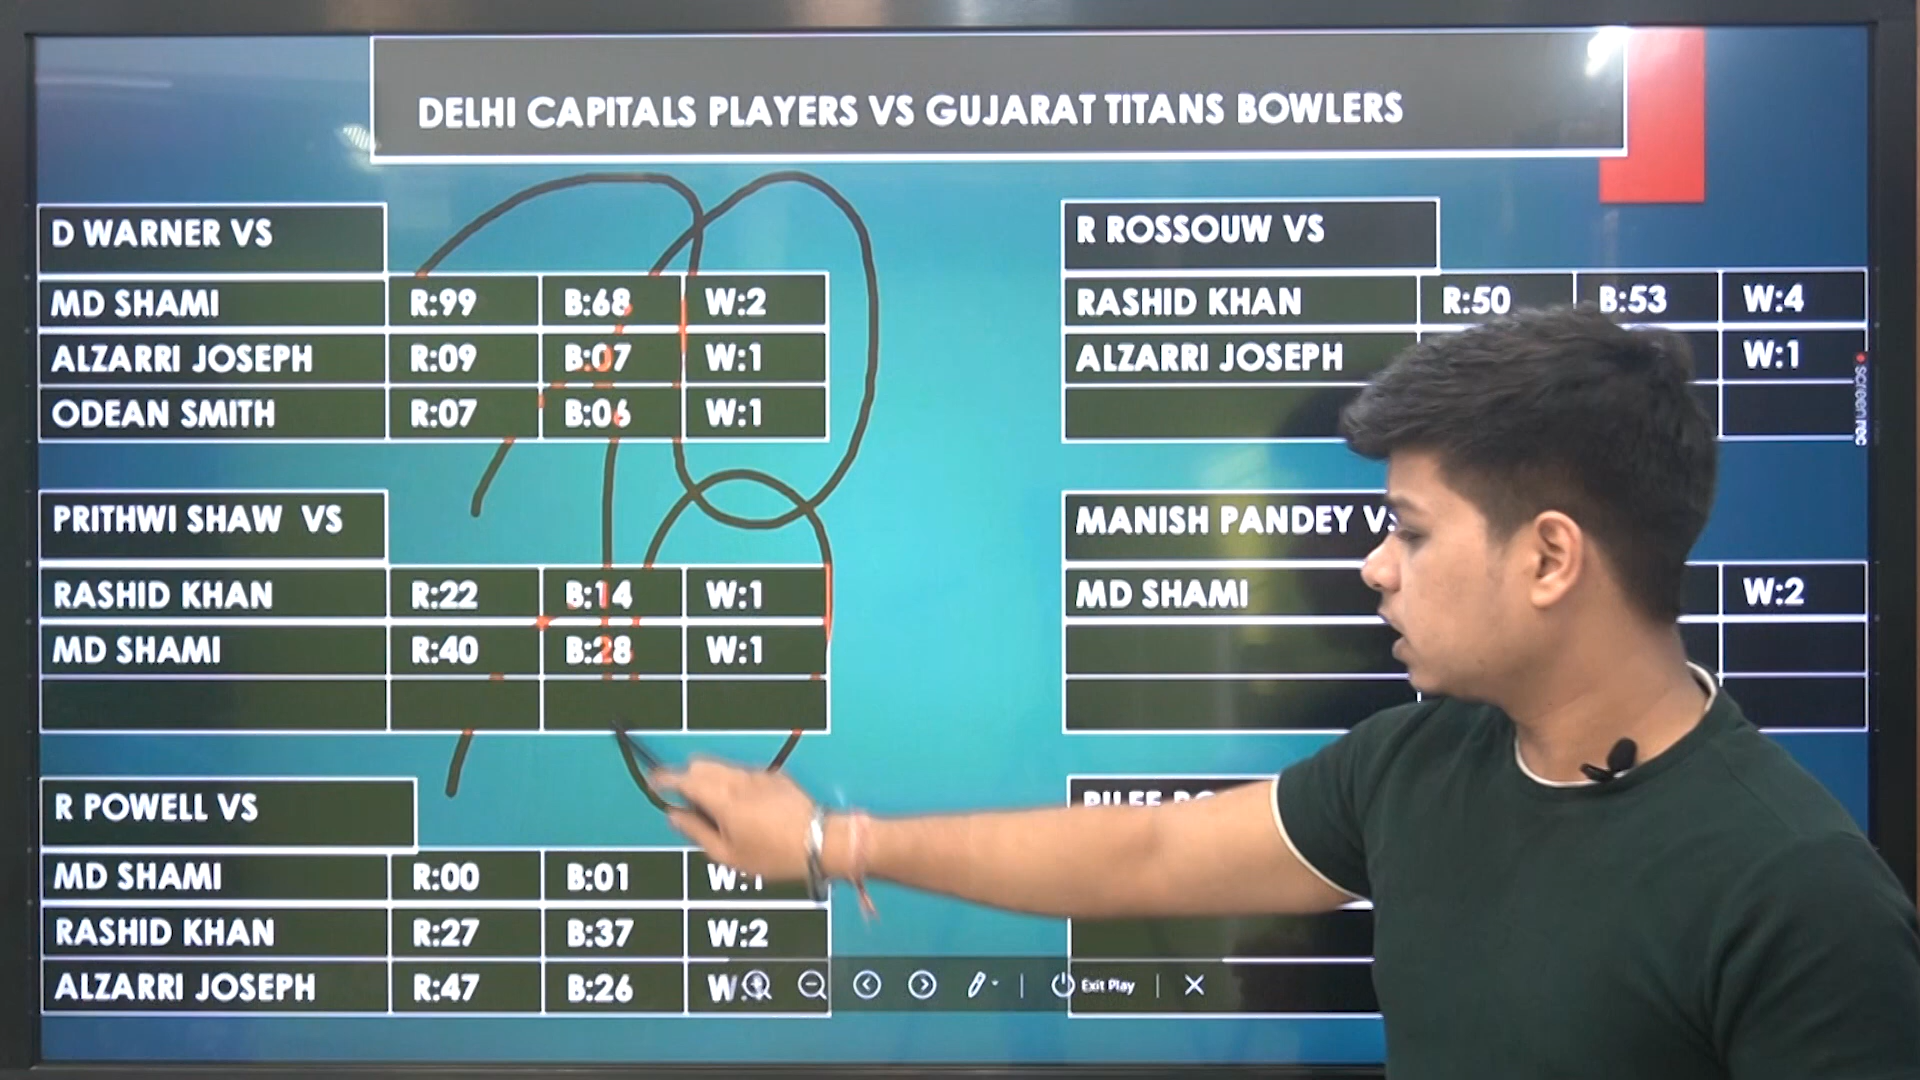 DELHI CAPITALS PLAYERS VS GUJARAT TITANS BOWLERS
D WARNER VS
MD SHAMI R:99 B:68 W:2
ALZARRI JOSEPH R:09 B:07 W:1
ODEAN SMITH R:07 B:06 W:1
PRITHWI SHAW VS
RASHID KHAN R:22 B:14 W:1
MD SHAMI R:40 B:28 W:1
R POWELL VS
MD SHAMI R:00 B:01 W:1
RASHID KHAN R:27 B:37 W:2
ALZARRI JOSEPH R:47 B:26
R ROSSOUW VS
RASHID KHAN R:50 B:53 W:4
ALZARRI JOSEPH W:1
MANISH PANDEY VS
MD SHAMI W:2
screen rec
Exit Play